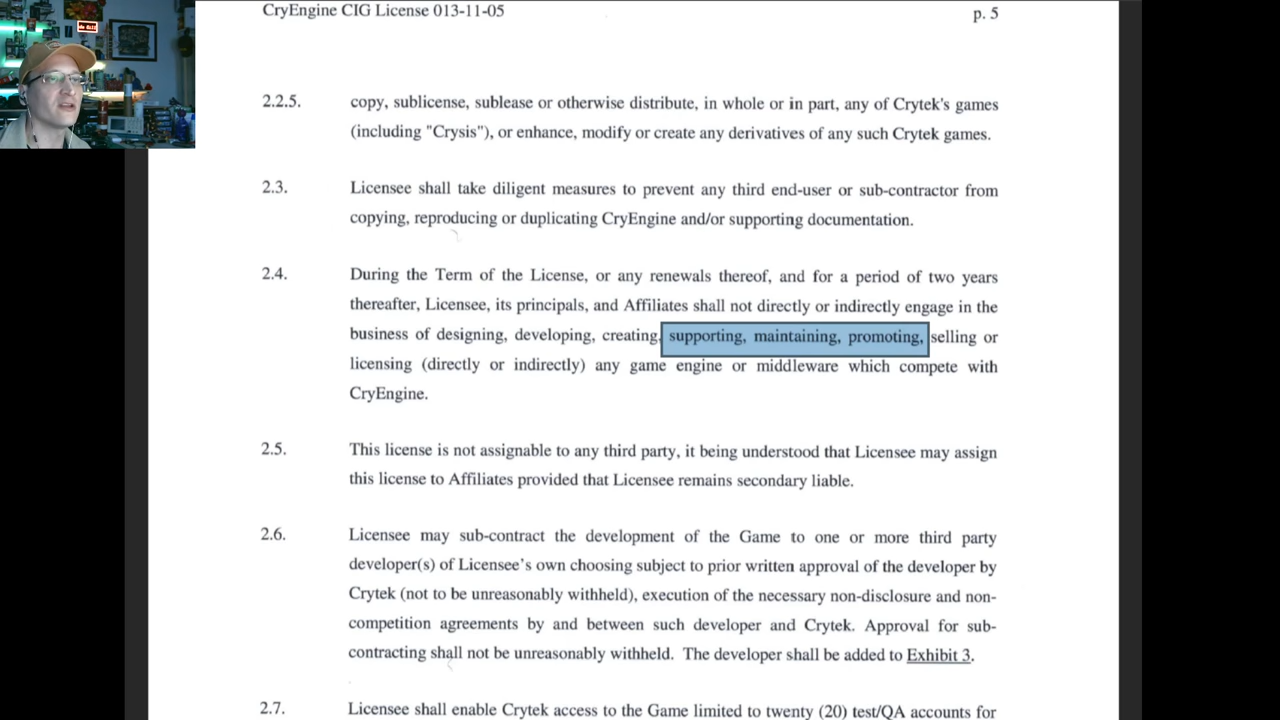 CryEngine CIG License 013-11-05
p. 5
2.2.5. copy, sublicense, sublease or otherwise distribute, in whole or in part, any of Crytek's games
(including "Crysis"), or enhance, modify or create any derivatives of any such Crytek games.
2.3. Licensee shall take diligent measures to prevent any third end-user or sub-contractor from
copying, reproducing or duplicating CryEngine and/or supporting documentation.
2.4. During the Term of the License, or any renewals thereof, and for a period of two years
thereafter, Licensee, its principals, and Affiliates shall not directly or indirectly engage in the
business of designing, developing, creating, supporting, maintaining, promoting, selling or
licensing (directly or indirectly) any game engine or middleware which compete with
CryEngine.
2.5. This license is not assignable to any third party, it being understood that Licensee may assign
this license to Affiliates provided that Licensee remains secondary liable.
2.6. Licensee may sub-contract the development of the Game to one or more third party
developer(s) of Licensee's own choosing subject to prior written approval of the developer by
Crytek (not to be unreasonably withheld), execution of the necessary non-disclosure and non-
competition agreements by and between such developer and Crytek. Approval for sub-
contracting shall not be unreasonably withheld. The developer shall be added to Exhibit 3.
2.7. Licensee shall enable Crytek access to the Game limited to twenty (20) test/QA accounts for